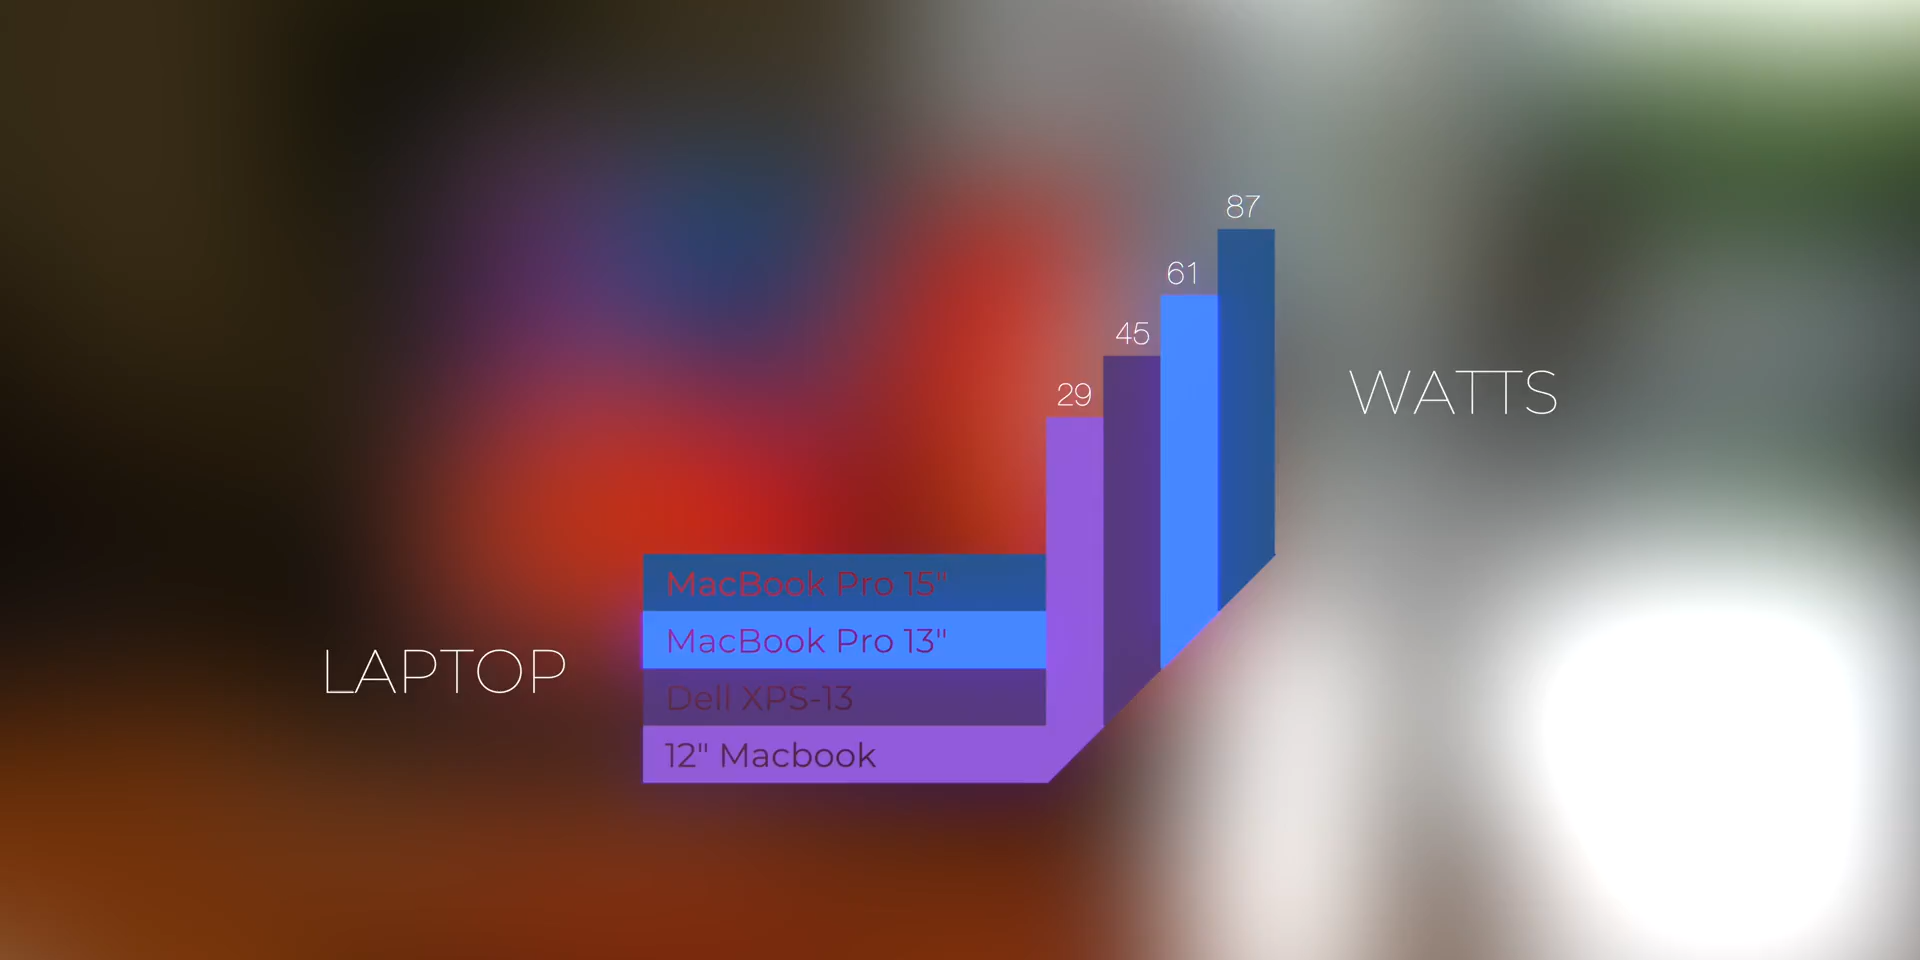 87
61
45
29
WATTS
MacBook Pro 15"
MacBook Pro 13"
LAPTOP
Dell XPS-13
12" Macbook